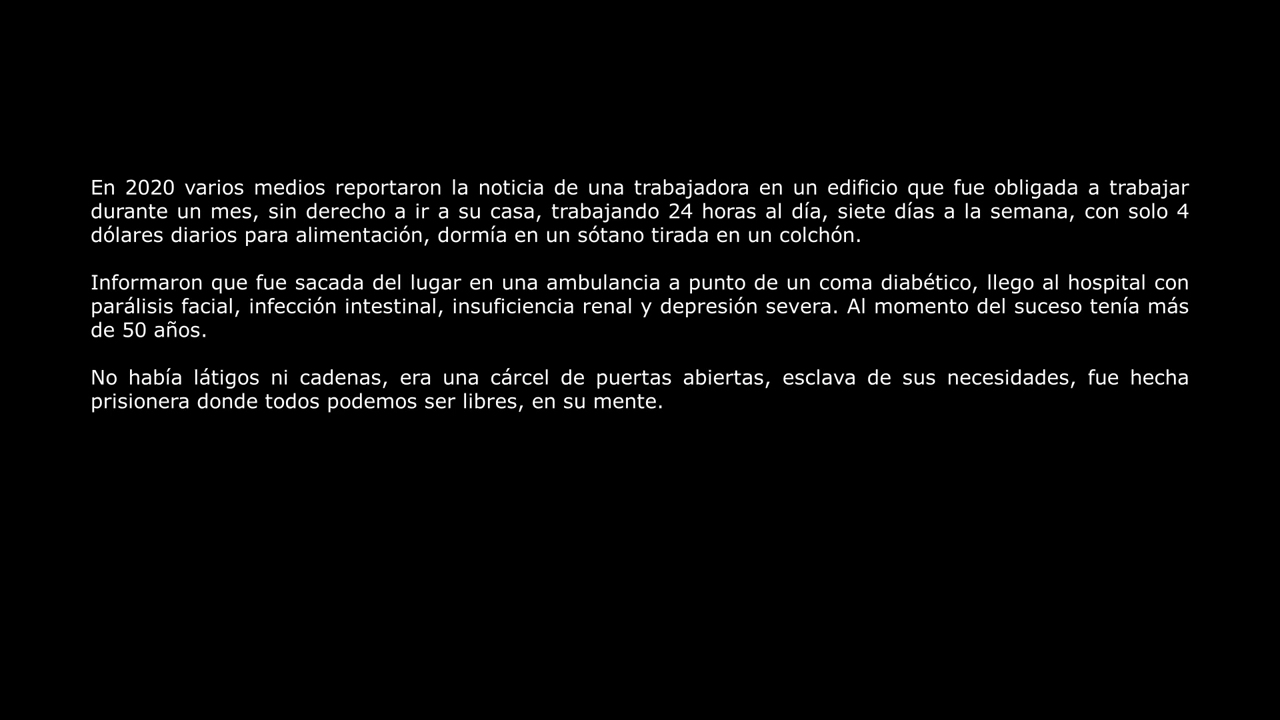 En 2020 varios medios reportaron la noticia de una trabajadora en un edificio que fue obligada a trabajar
durante un mes, sin derecho a ir a su casa, trabajando 24 horas al día, siete días a la semana, con solo 4
dólares diarios para alimentación, dormía en un sótano tirada en un colchón.
Informaron que fue sacada del lugar en una ambulancia a punto de un coma diabético, llego al hospital con
parálisis facial, infección intestinal, insuficiencia renal y depresión severa. Al momento del suceso tenía más
de 50 años.
No había látigos ni cadenas, era una cárcel de puertas abiertas, esclava de sus necesidades, fue hecha
prisionera donde todos podemos ser libres, en su mente.